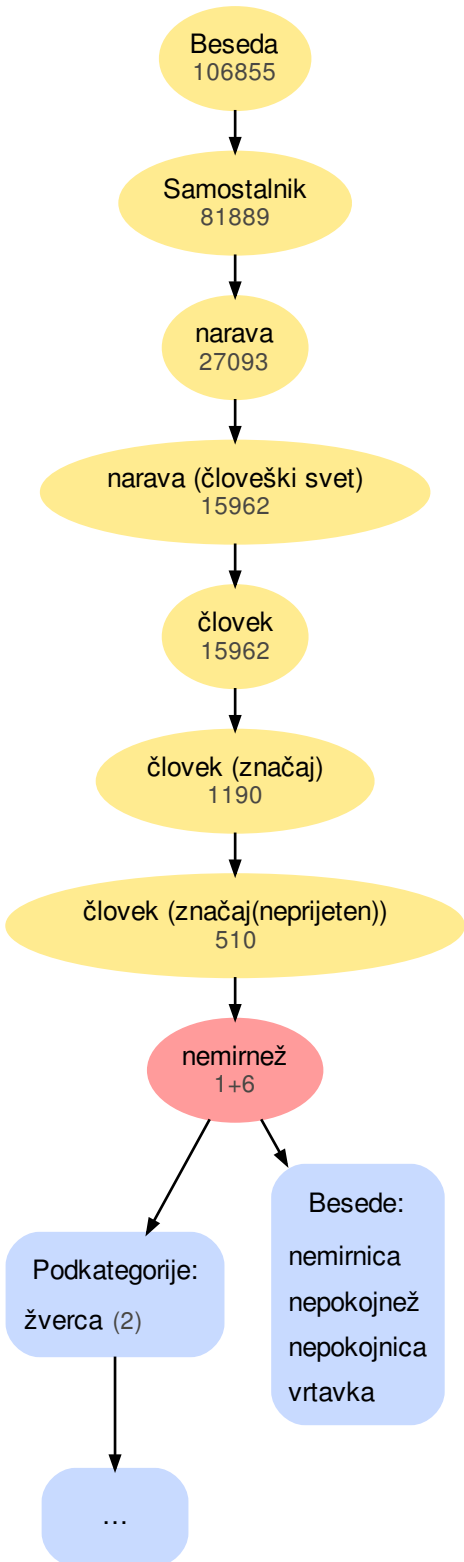 Beseda
106855
Samostalnik
81889
narava
27093
narava (človeški svet)
15962
človek
15962
človek (značaj)
1190
človek (značaj(neprijeten))
510
nemirnež
1+6
Podkategorije:
žverca (2)
...
Besede:
nemirnica
nepokojnež
nepokojnica
vrtavka